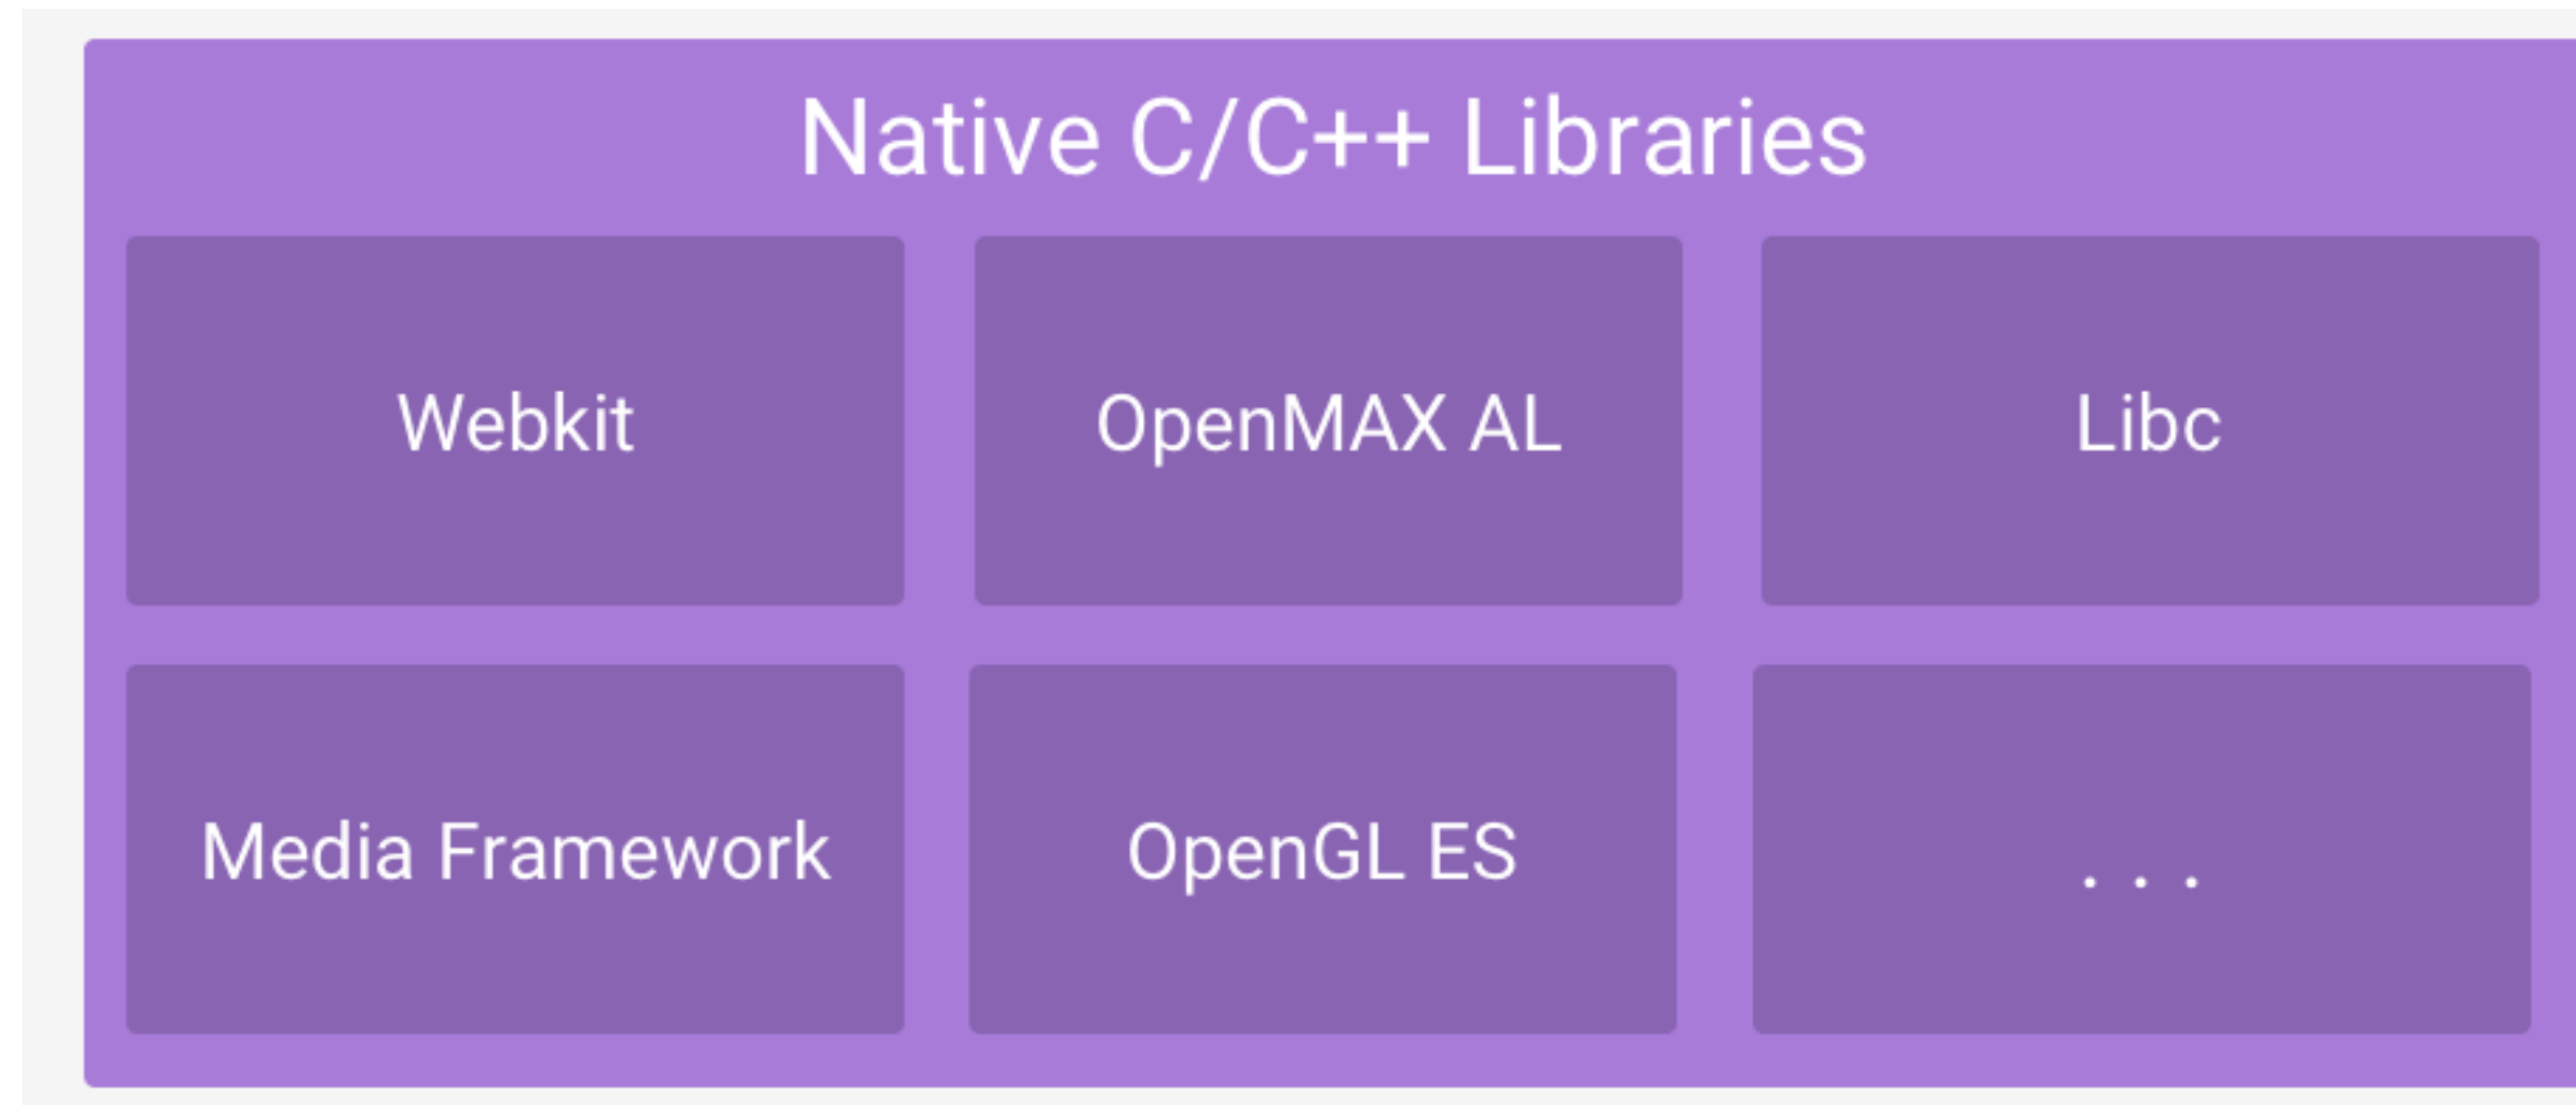 Native C/C++ Libraries
Webkit
OpenMAX AL
Libc
Media Framework
OpenGL ES
. . .